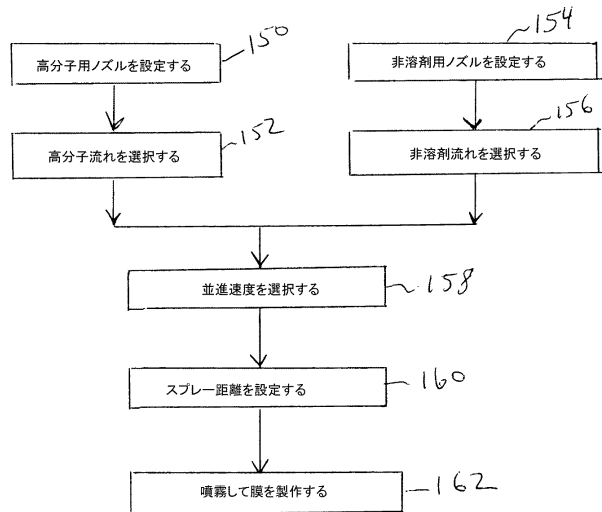 高分子用ノズルを設定する
150
非溶剤用ノズルを設定する
154
高分子流れを選択する
152
非溶剤流れを選択する
156
並進速度を選択する
158
スプレー距離を設定する
160
噴霧して膜を製作する
162